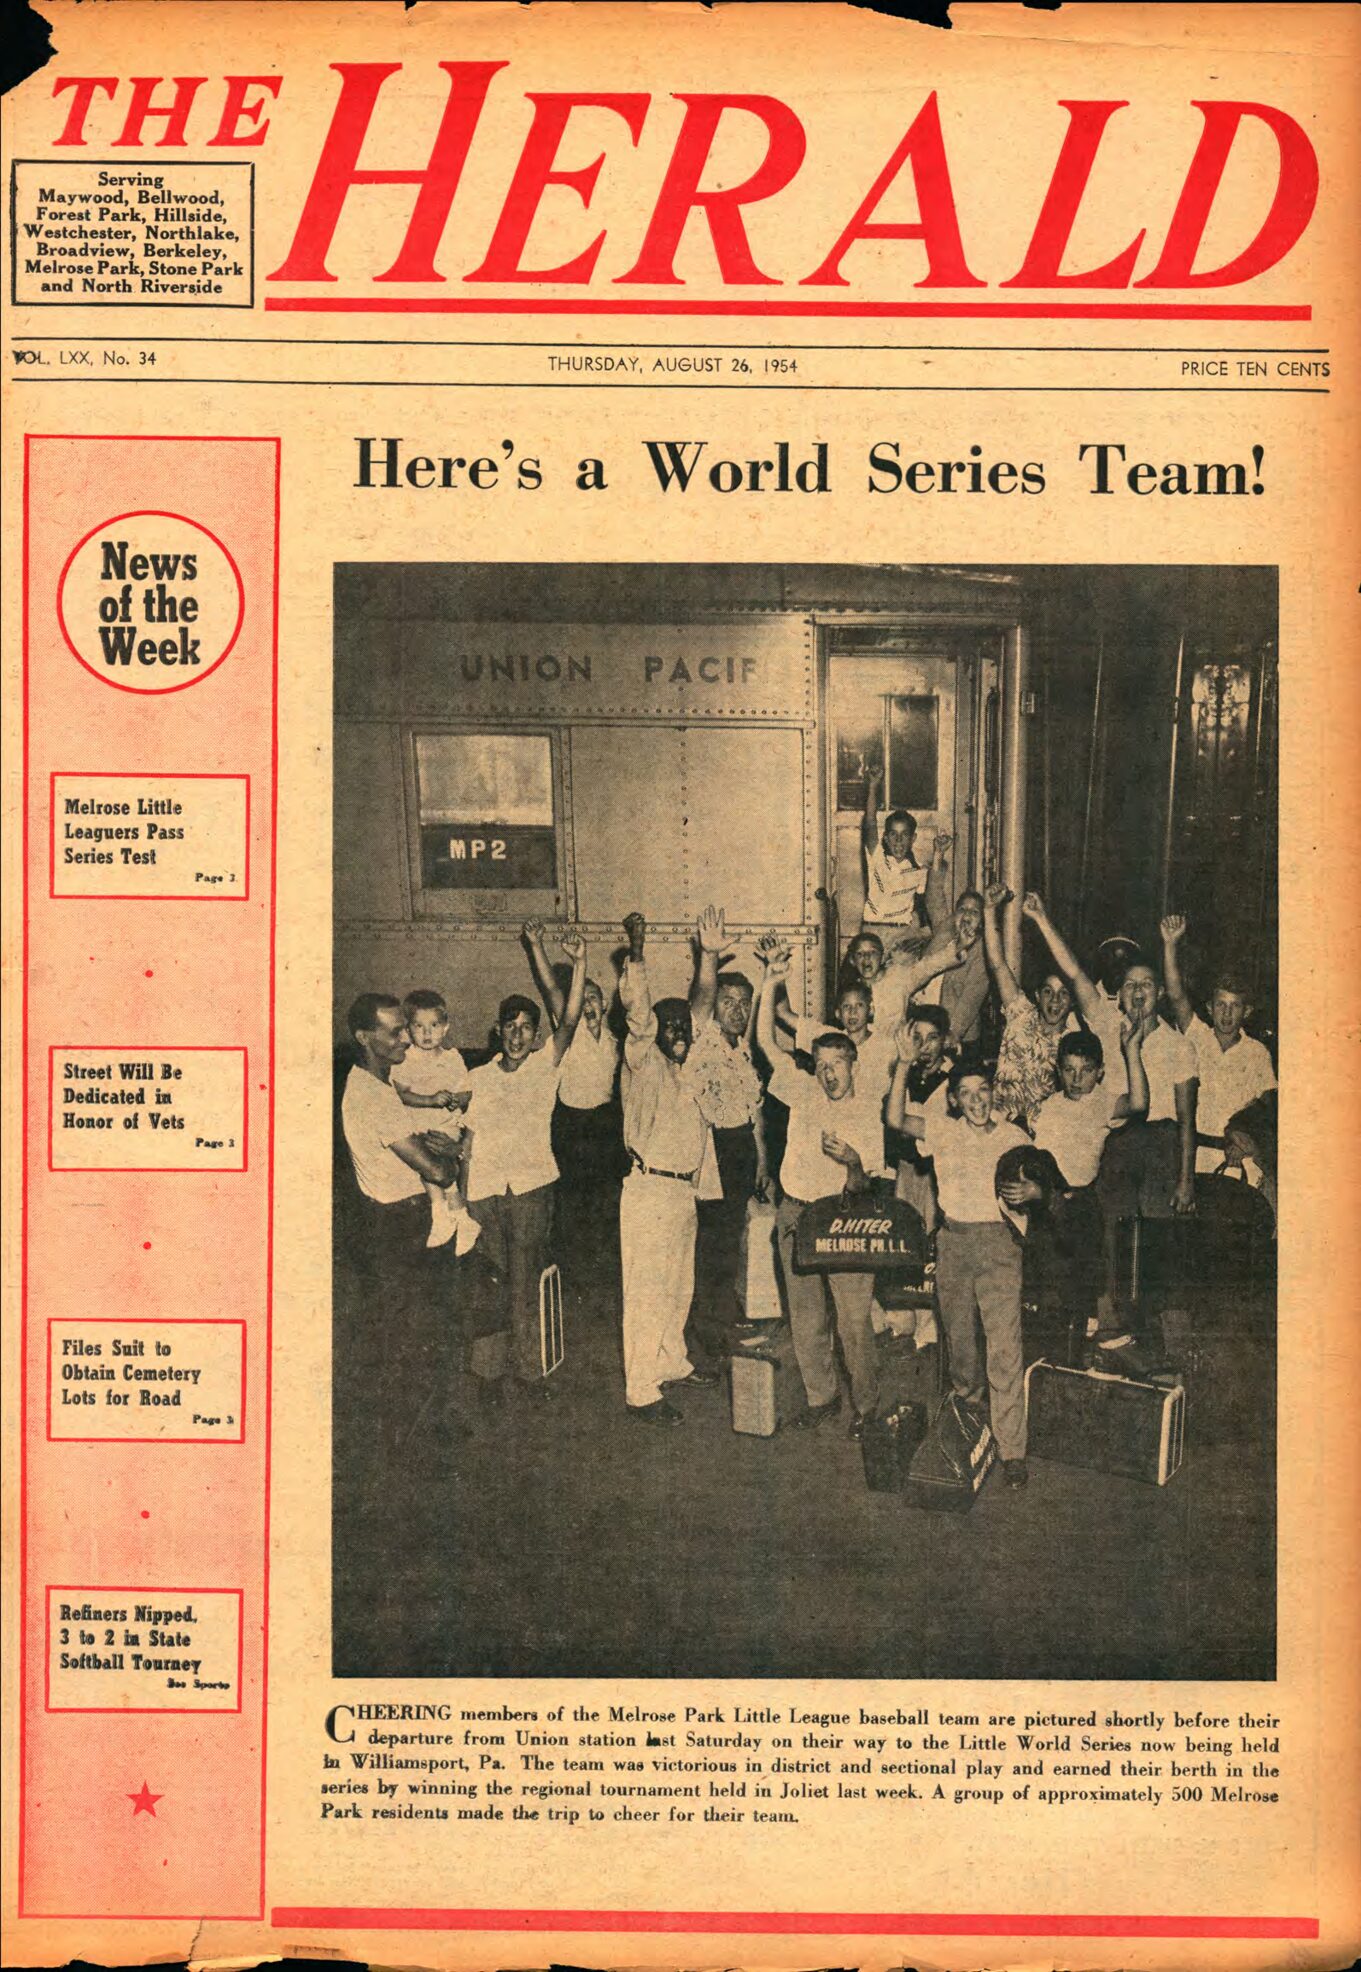 THE HERALD
Serving
Maywood, Bellwood,
Forest Park, Hillside,
Westchester, Northlake,
Broadview, Berkeley,
Melrose Park, Stone Park
and North Riverside
VOL. LXX, No. 34
THURSDAY, AUGUST 26, 1954
PRICE TEN CENTS
News
of the
Week
Melrose Little
Leaguers Pass
Series Test
Page 3
Street Will Be
Dedicated in
Honor of Vets
Page 3
Files Suit to
Obtain Cemetery
Lots for Road
Page 3
Refiners Nipped,
3 to 2 in State
Softball Tourney
See Sports
Here's a World Series Team!
UNION PACIF
MP2
D.HITER
MELROSE PK. L.L.
CHEERING members of the Melrose Park Little League baseball team are pictured shortly before their
departure from Union station last Saturday on their way to the Little World Series now being held
in Williamsport, Pa. The team was victorious in district and sectional play and earned their berth in the
series by winning the regional tournament held in Joliet last week. A group of approximately 500 Melrose
Park residents made the trip to cheer for their team.